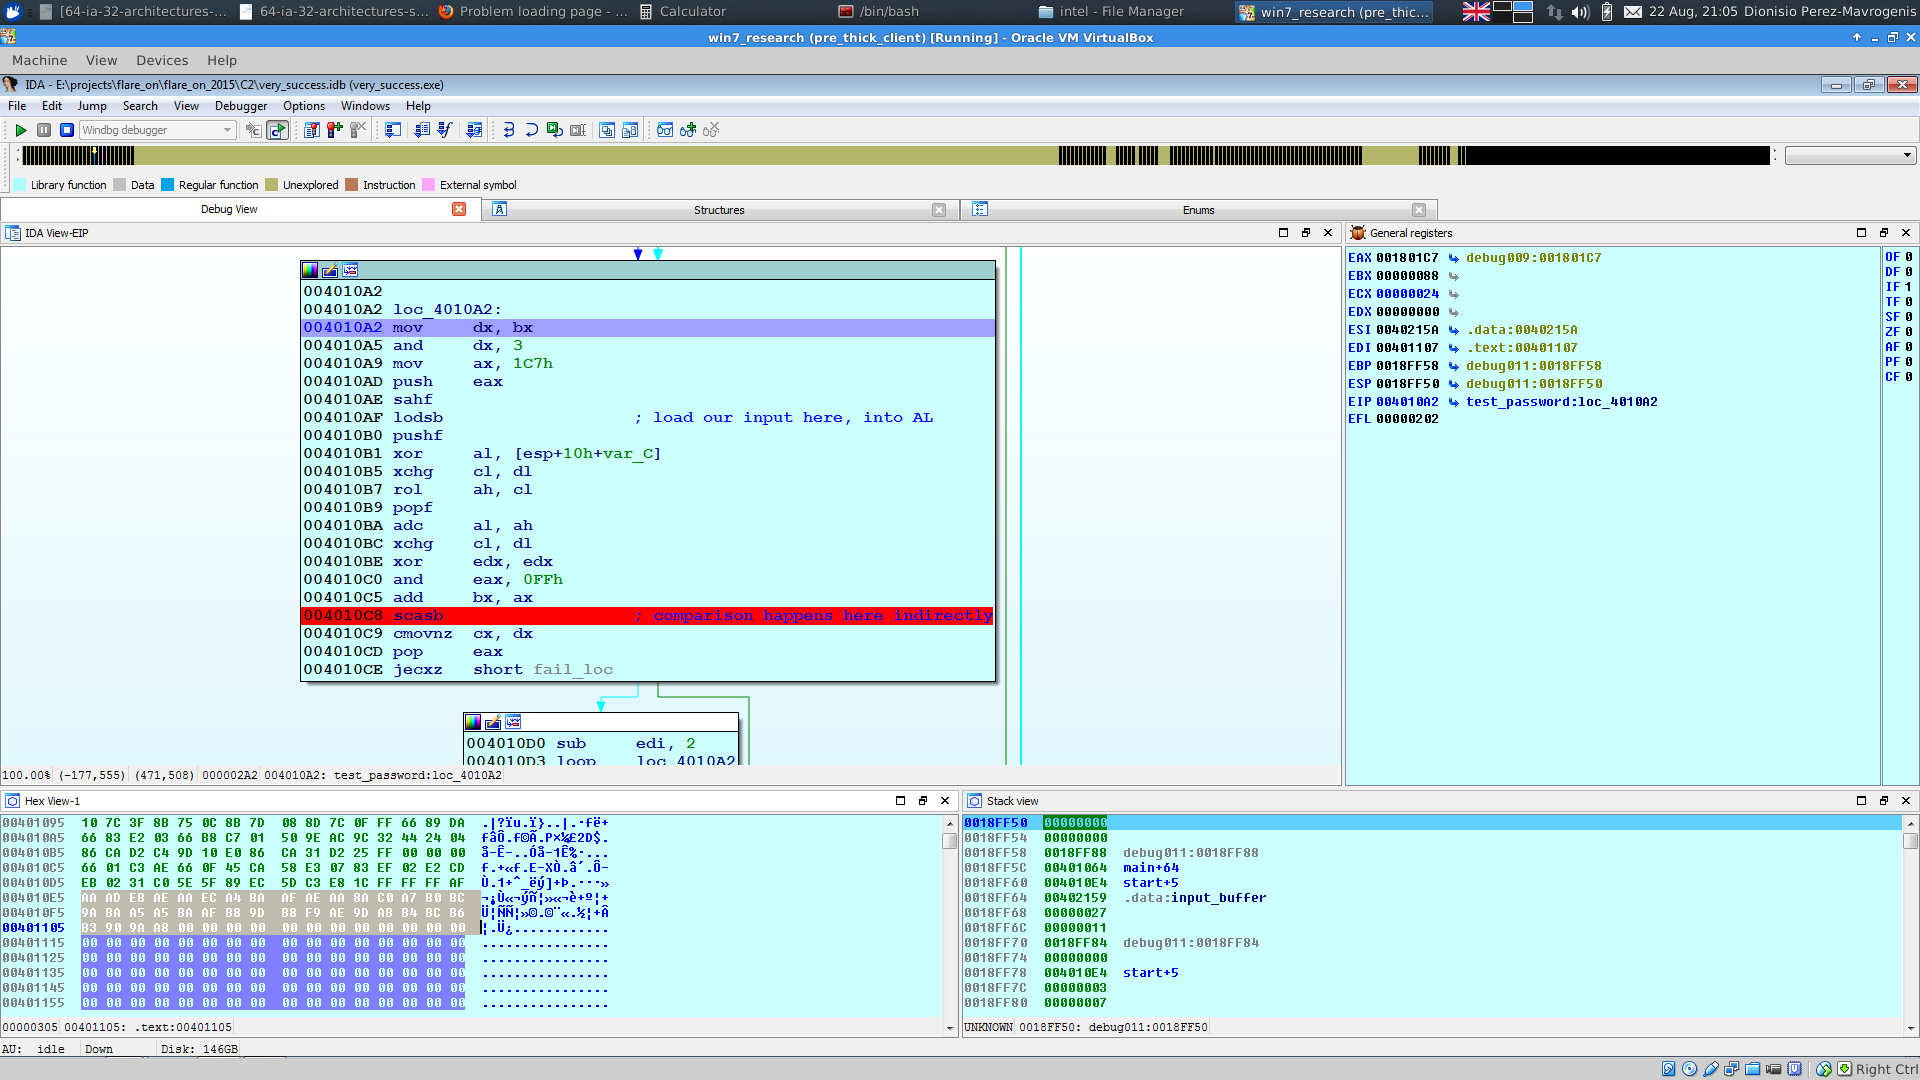 [64-ia-32-architectures-... 64-ia-32-architectures-s... Problem loading page - ... Calculator /bin/bash intel - File Manager win7_research (pre_thic... 22 Aug, 21:05 Dionisio Perez-Mavrogenis
win7_research (pre_thick_client) [Running] - Oracle VM VirtualBox
Machine View Devices Help
IDA - E:\projects\flare_on\flare_on_2015\C2\very_success.idb (very_success.exe)
File Edit Jump Search View Debugger Options Windows Help
Windbg debugger
Library function Data Regular function Unexplored Instruction External symbol
Debug View Structures Enums
IDA View-EIP
004010A2
004010A2 loc_4010A2:
004010A2 mov dx, bx
004010A5 and dx, 3
004010A9 mov ax, 1C7h
004010AD push eax
004010AE sahf
004010AF lodsb ; load our input here, into AL
004010B0 pushf
004010B1 xor al, [esp+10h+var_C]
004010B5 xchg cl, dl
004010B7 rol ah, cl
004010B9 popf
004010BA adc al, ah
004010BC xchg cl, dl
004010BE xor edx, edx
004010C0 and eax, 0FFh
004010C5 add bx, ax
004010C8 scasb ; comparison happens here indirectly
004010C9 cmovnz cx, dx
004010CD pop eax
004010CE jecxz short fail_loc
004010D0 sub edi, 2
004010D3 loop loc_4010A2
100.00% (-177,555) (471,508) 000002A2 004010A2: test_password:loc_4010A2
General registers
EAX 001801C7 debug009:001801C7
EBX 00000088
ECX 00000024
EDX 00000000
ESI 0040215A .data:0040215A
EDI 00401107 .text:00401107
EBP 0018FF58 debug011:0018FF58
ESP 0018FF50 debug011:0018FF50
EIP 004010A2 test_password:loc_4010A2
EFL 00000202
OF 0
DF 0
IF 1
TF 0
SF 0
ZF 0
AF 0
PF 0
CF 0
Hex View-1
00401095 10 7C 3F 8B 75 0C 8B 7D 08 8D 7C 0F FF 66 89 DA
004010A5 66 83 E2 03 66 B8 C7 01 50 9E AC 9C 32 44 24 04
004010B5 86 CA D2 C4 9D 10 E0 86 CA 31 D2 25 FF 00 00 00
004010C5 66 01 C3 AE 66 0F 45 CA 58 E3 07 83 EF 02 E2 CD
004010D5 EB 02 31 C0 5E 5F 89 EC 5D C3 E8 1C FF FF FF AF
004010E5 AA AD EB AE AA EC A4 BA AF AE AA 8A C0 A7 B0 BC
004010F5 9A BA A5 A5 BA AF B8 9D B8 F9 AE 9D AB B4 BC B6
00401105 B3 90 9A A8 00 00 00 00 00 00 00 00 00 00 00 00
00401115 00 00 00 00 00 00 00 00 00 00 00 00 00 00 00 00
00401125 00 00 00 00 00 00 00 00 00 00 00 00 00 00 00 00
00401135 00 00 00 00 00 00 00 00 00 00 00 00 00 00 00 00
00401145 00 00 00 00 00 00 00 00 00 00 00 00 00 00 00 00
00401155 00 00 00 00 00 00 00 00 00 00 00 00 00 00 00 00
00000305 00401105: .text:00401105
Stack view
0018FF50 00000000
0018FF54 00000000
0018FF58 0018FF88 debug011:0018FF88
0018FF5C 00401064 main+64
0018FF60 004010E4 start+5
0018FF64 00402159 .data:input_buffer
0018FF68 00000027
0018FF6C 00000011
0018FF70 0018FF84 debug011:0018FF84
0018FF74 00000000
0018FF78 004010E4 start+5
0018FF7C 00000003
0018FF80 00000007
UNKNOWN 0018FF50: debug011:0018FF50
AU: idle Down Disk: 146GB
Right Ctrl